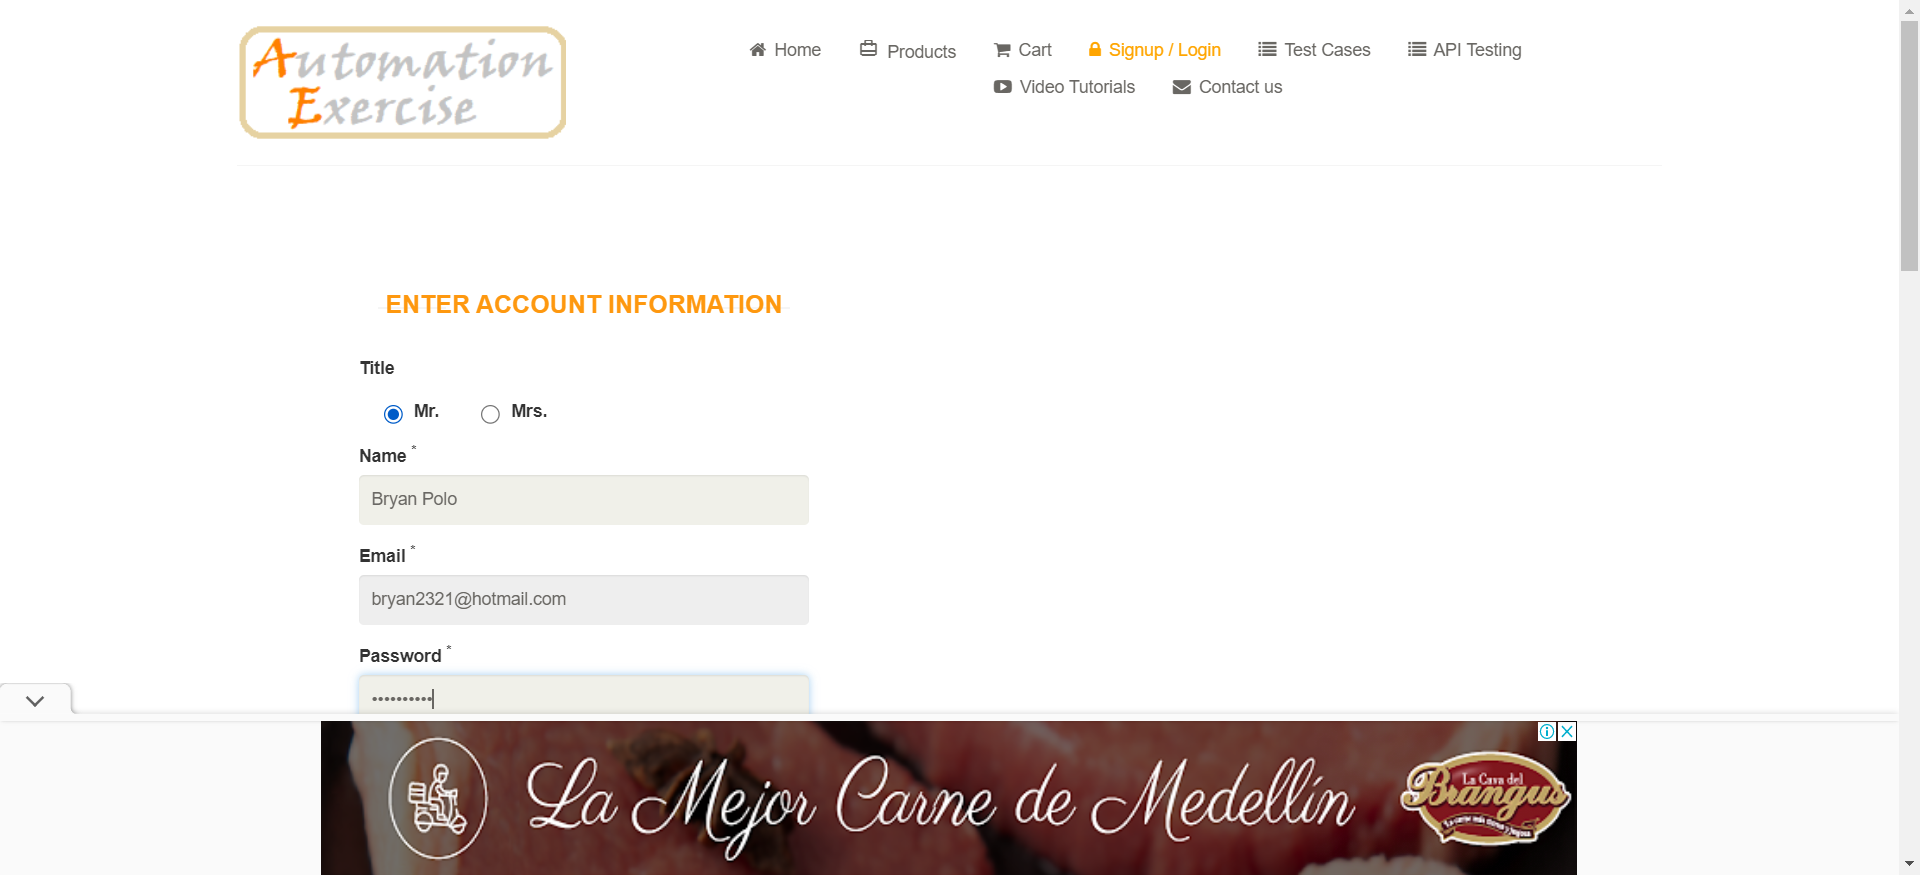 Automation
Exercise
Home
Products
Cart
Signup / Login
Test Cases
API Testing
Video Tutorials
Contact us
ENTER ACCOUNT INFORMATION
Title
Mr.
Mrs.
Name *
Bryan Polo
Email *
bryan2321@hotmail.com
Password *
••••••••••
La Mejor Carne de Medellín
La Cava del
Brangus